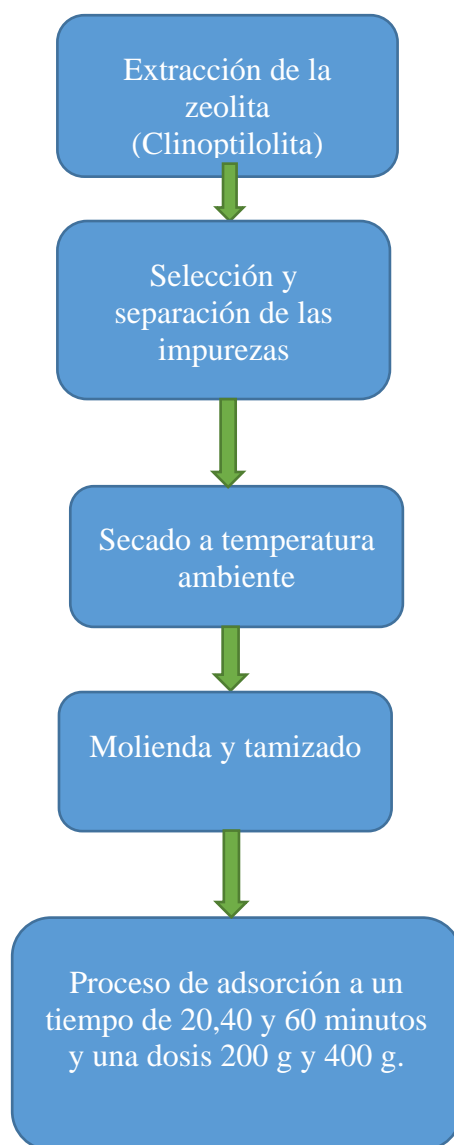 Extracción de la
zeolita
(Clinoptilolita)
Selección y
separación de las
impurezas
Secado a temperatura
ambiente
Molienda y tamizado
Proceso de adsorción a un
tiempo de 20,40 y 60 minutos
y una dosis 200 g y 400 g.